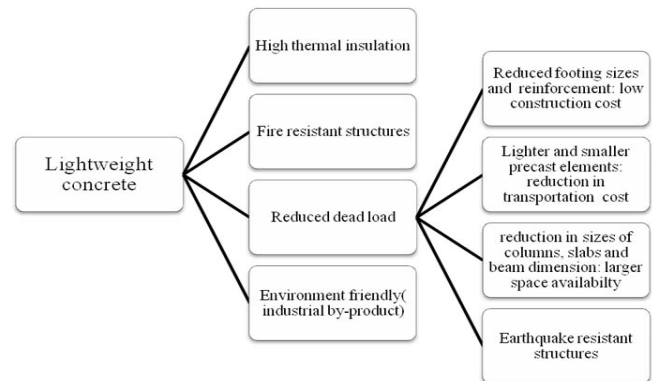 High thermal insulation
Fire resistant structures
Lightweight
concrete
Reduced dead load
Environment friendly(
industrial by-product)
Reduced footing sizes
and reinforcement: low
construction cost
Lighter and smaller
precast elements:
reduction in
transportation cost
reduction in sizes of
columns, slabs and
beam dimension: larger
space availabilty
Earthquake resistant
structures